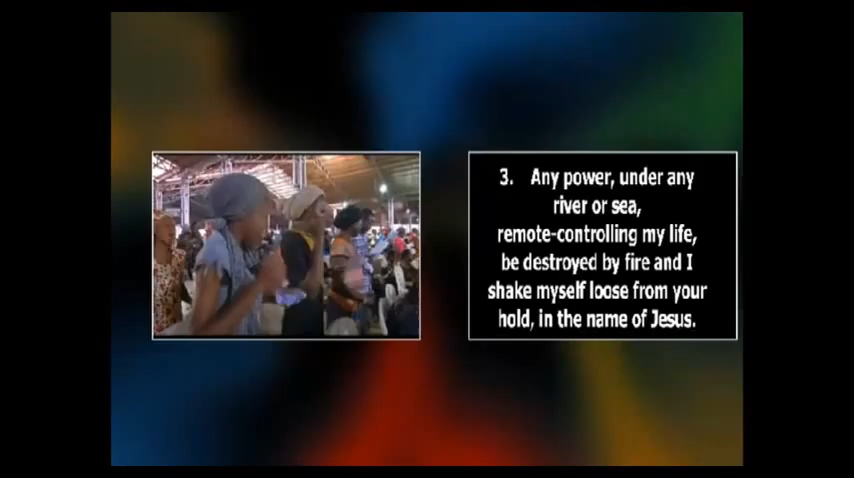 3. Any power, under any
river or sea,
remote-controlling my life,
be destroyed by fire and I
shake myself loose from your
hold, in the name of Jesus.